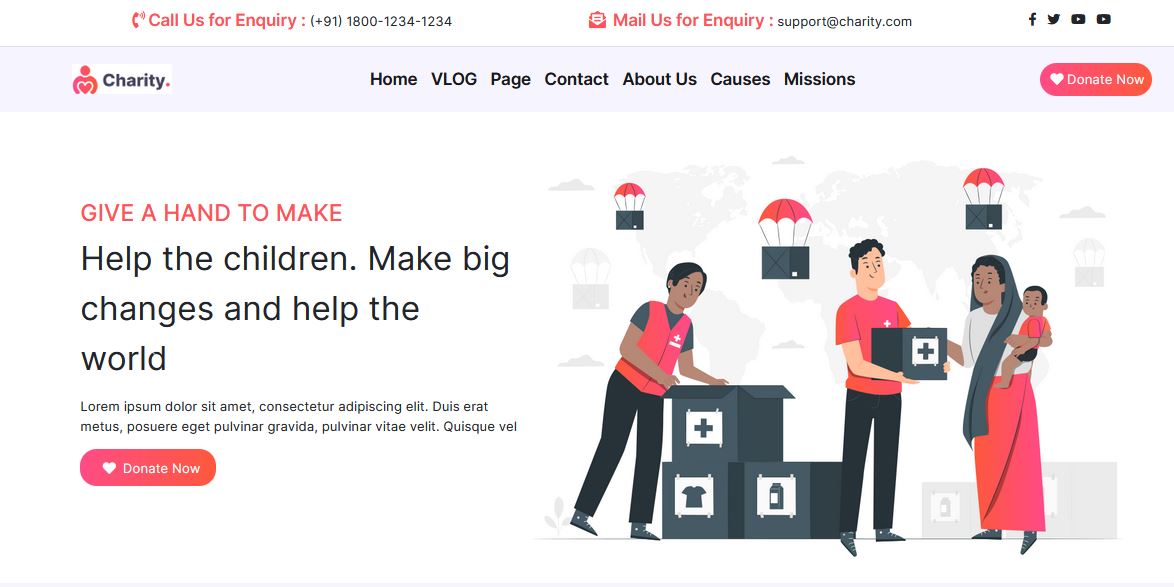 Call Us for Enquiry : (+91) 1800-1234-1234
Mail Us for Enquiry : support@charity.com
Charity.
Home VLOG Page Contact About Us Causes Missions
Donate Now
GIVE A HAND TO MAKE
Help the children. Make big
changes and help the
world
Lorem ipsum dolor sit amet, consectetur adipiscing elit. Duis erat
metus, posuere eget pulvinar gravida, pulvinar vitae velit. Quisque vel
Donate Now